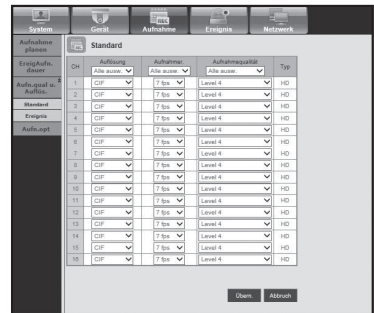 System Gerät Aufnahme Ereignis Netzwerk
REC
Aufnahme planen
EreigAufn. dauer
Aufn.qual u. Auflös.
Standard
Ereignis
Aufn.opt
Standard
CH Auflösung Aufnahmer. Aufnahmequalität Typ
Alle ausw. Alle ausw. Alle ausw.
1 CIF 7 fps Level 4 HD
2 CIF 7 fps Level 4 HD
3 CIF 7 fps Level 4 HD
4 CIF 7 fps Level 4 HD
5 CIF 7 fps Level 4 HD
6 CIF 7 fps Level 4 HD
7 CIF 7 fps Level 4 HD
8 CIF 7 fps Level 4 HD
9 CIF 7 fps Level 4 HD
10 CIF 7 fps Level 4 HD
11 CIF 7 fps Level 4 HD
12 CIF 7 fps Level 4 HD
13 CIF 7 fps Level 4 HD
14 CIF 7 fps Level 4 HD
15 CIF 7 fps Level 4 HD
16 CIF 7 fps Level 4 HD
Übern. Abbruch